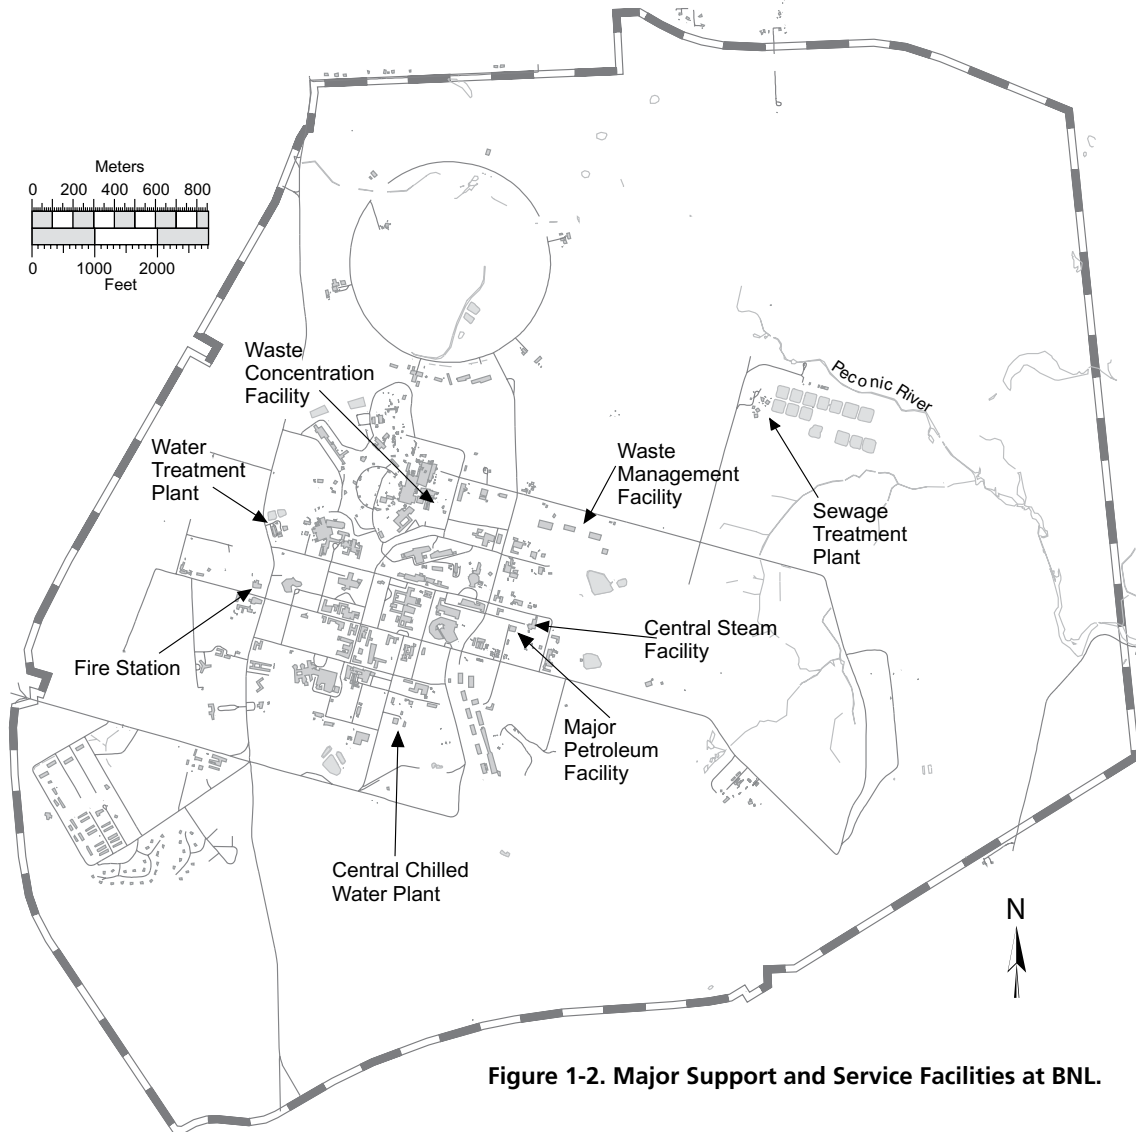 Meters
0 200 400 600 800
0 1000 2000
Feet
Waste
Concentration
Facility
Peconic River
Water
Treatment
Plant
Waste
Management
Facility
Sewage
Treatment
Plant
Central Steam
Facility
Fire Station
Major
Petroleum
Facility
Central Chilled
Water Plant
N
Figure 1-2. Major Support and Service Facilities at BNL.